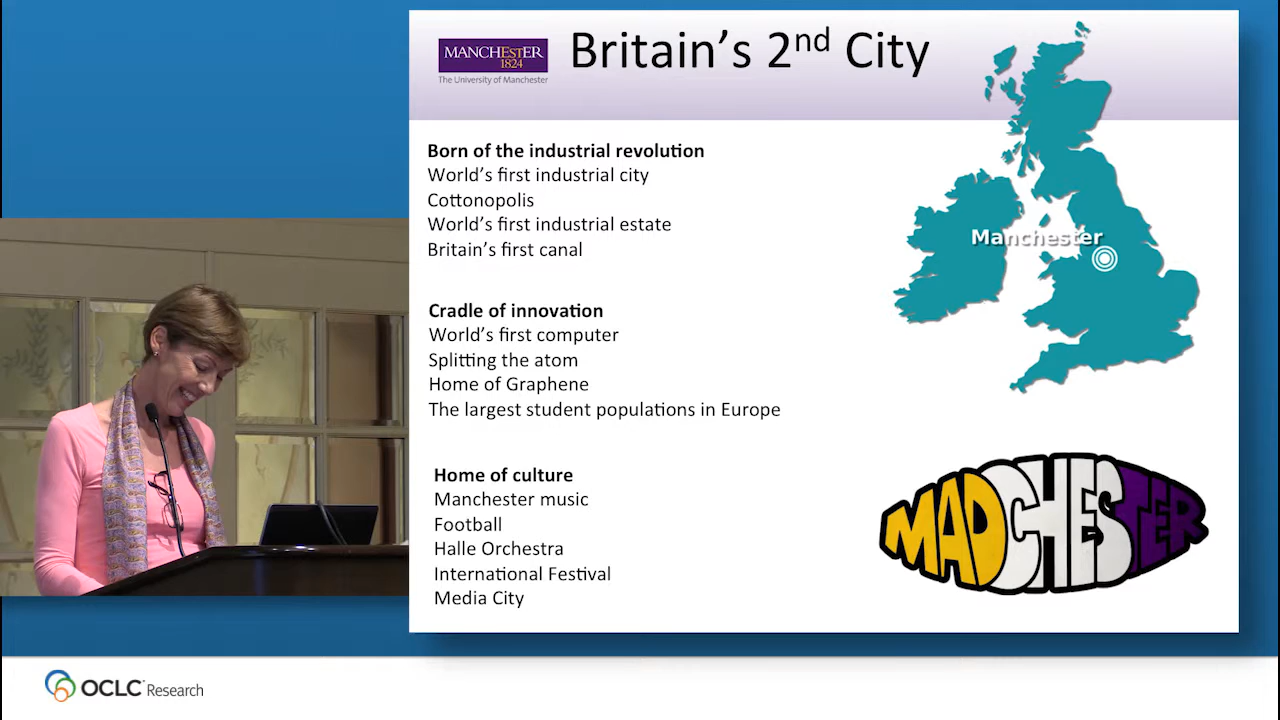 MANCHESTER
1824
The University of Manchester
Britain’s 2nd City
Born of the industrial revolution
World’s first industrial city
Cottonopolis
World’s first industrial estate
Britain’s first canal
Manchester
Cradle of innovation
World’s first computer
Splitting the atom
Home of Graphene
The largest student populations in Europe
Home of culture
Manchester music
Football
Halle Orchestra
International Festival
Media City
MADCHESTER
OCLC Research